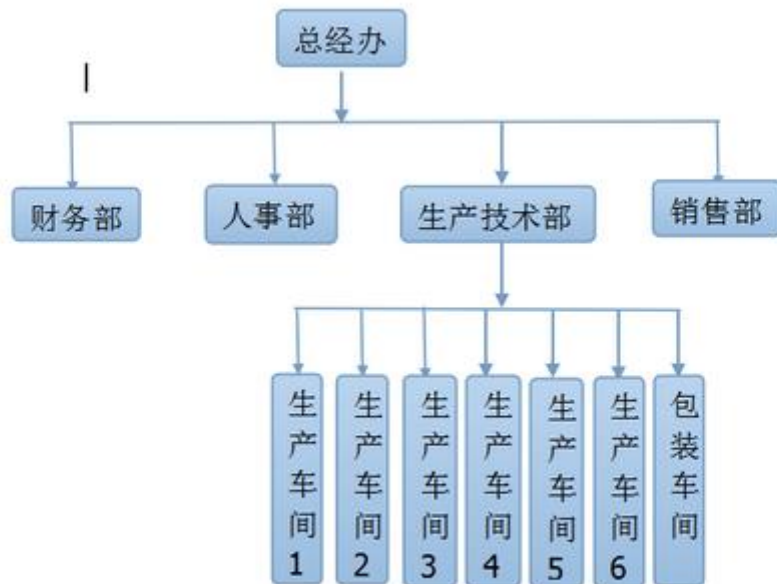 总经办
财务部
人事部
生产技术部
销售部
生产车间1
生产车间2
生产车间3
生产车间4
生产车间5
生产车间6
包装车间